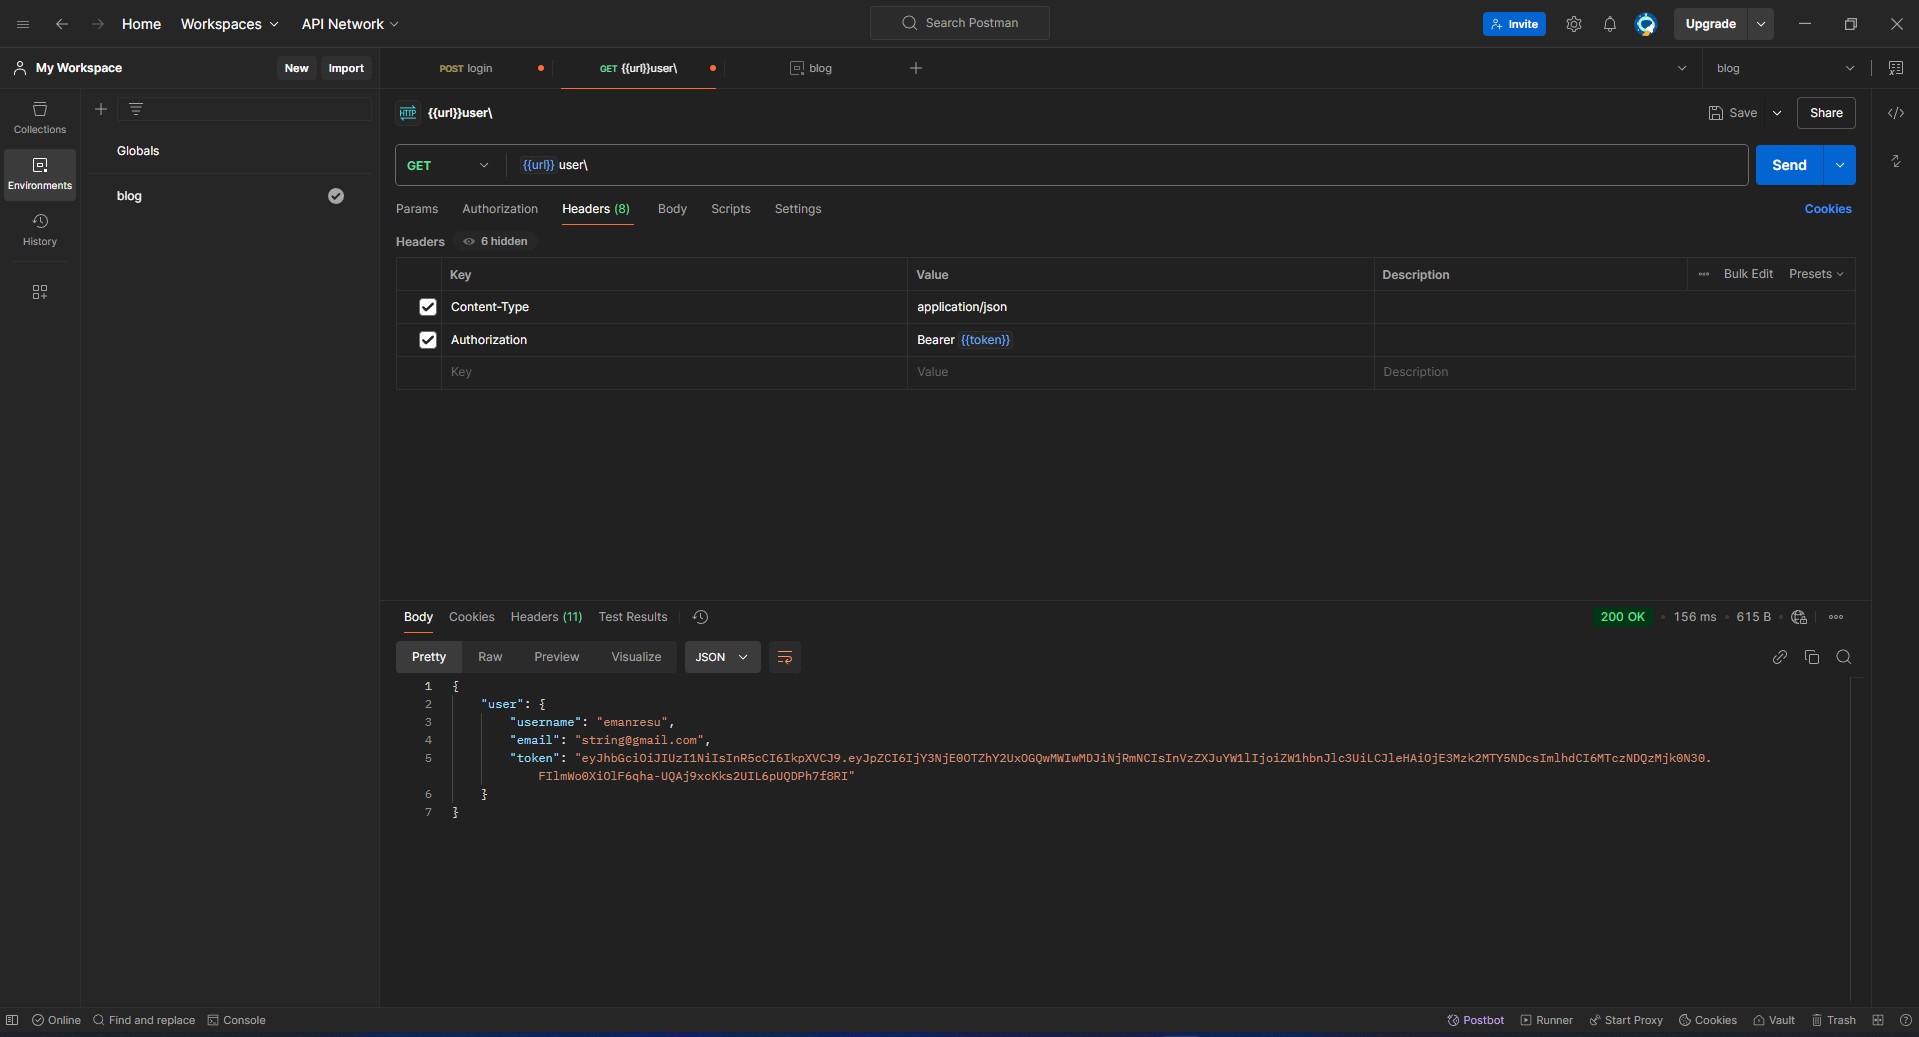 Home Workspaces API Network Search Postman Invite Upgrade
My Workspace New Import POST login GET {{url}}user\ blog blog
Collections
Environments
History
Globals
blog
HTTP {{url}}user\ Save Share
GET {{url}} user\ Send
Params Authorization Headers (8) Body Scripts Settings Cookies
Headers 6 hidden
Key Value Description Bulk Edit Presets
Content-Type application/json
Authorization Bearer {{token}}
Key Value Description
Body Cookies Headers (11) Test Results 200 OK • 156 ms • 615 B
Pretty Raw Preview Visualize JSON
1 {
2 "user": {
3 "username": "emanresu",
4 "email": "string@gmail.com",
5 "token": "eyJhbGciOiJIUzI1NiIsInR5cCI6IkpXVCJ9.eyJpZCI6IjY3NjE0OTZhY2UxOGQwMWIwMDJiNjRmNCIsInVzZXJuYW1lIjoiZW1hbnJlc3UiLCJleHAiOjE3Mzk2MTY5NDcsImlhdCI6MTczNDQzMjk0N30.
FIlmWo0XiOlF6qha-UQAj9xcKks2UIL6pUQDPh7f8RI"
6 }
7 }
Online Find and replace Console Postbot Runner Start Proxy Cookies Vault Trash